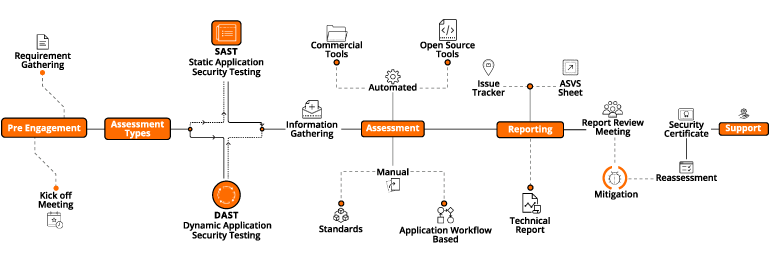 Requirement
Gathering
Pre Engagement
Kick off
Meeting
Assessment
Types
SAST
Static Application
Security Testing
DAST
Dynamic Application
Security Testing
Information
Gathering
Commercial
Tools
Open Source
Tools
Automated
Assessment
Manual
Standards
Application Workflow
Based
Issue
Tracker
ASVS
Sheet
Reporting
Technical
Report
Report Review
Meeting
Mitigation
Reassessment
Security
Certificate
Support